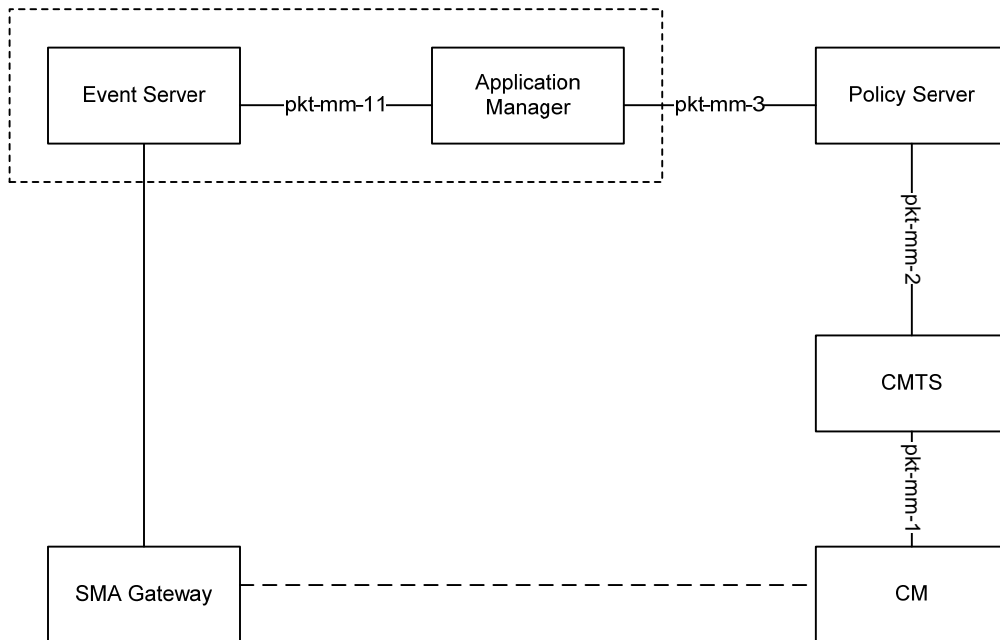 Event Server
pkt-mm-11
Application
Manager
pkt-mm-3
Policy Server
pkt-mm-2
CMTS
pkt-mm-1
SMA Gateway
CM